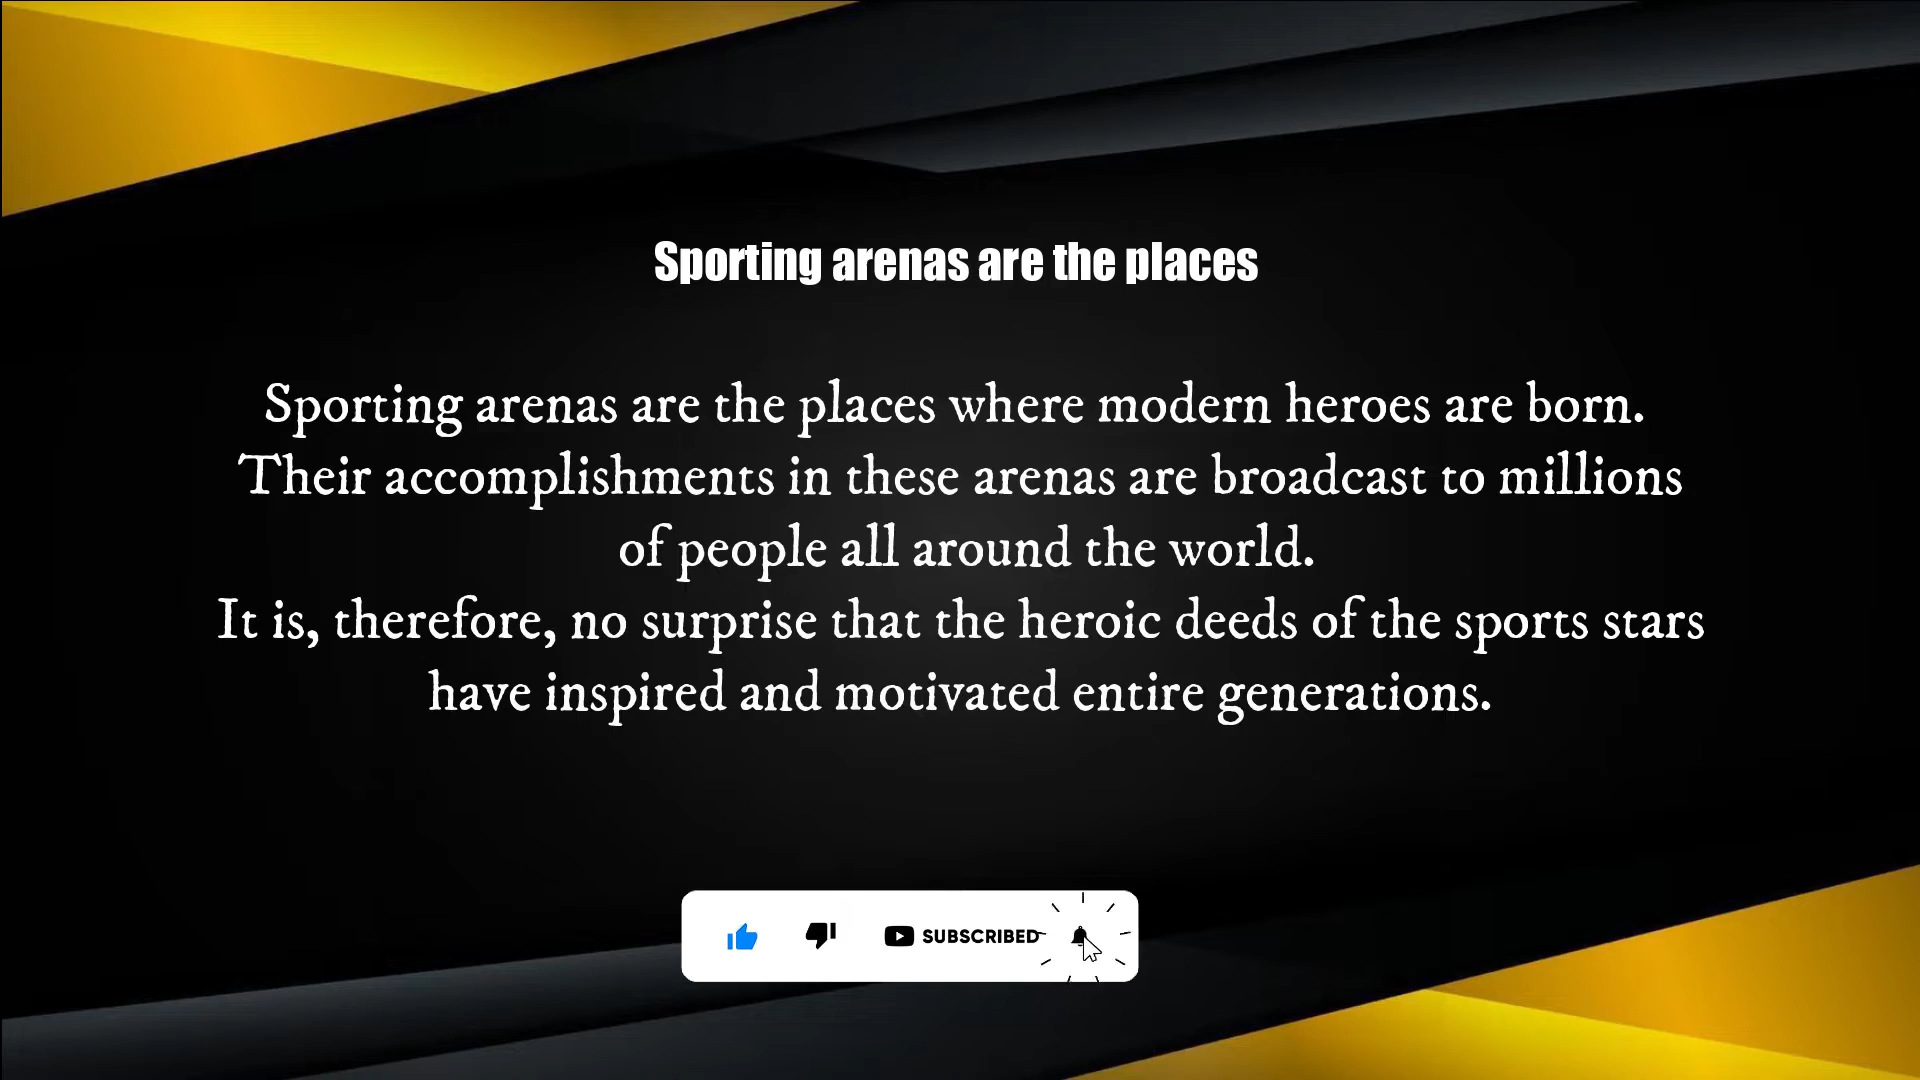 Sporting arenas are the places
Sporting arenas are the places where modern heroes are born.
Their accomplishments in these arenas are broadcast to millions
of people all around the world.
It is, therefore, no surprise that the heroic deeds of the sports stars
have inspired and motivated entire generations.
SUBSCRIBED